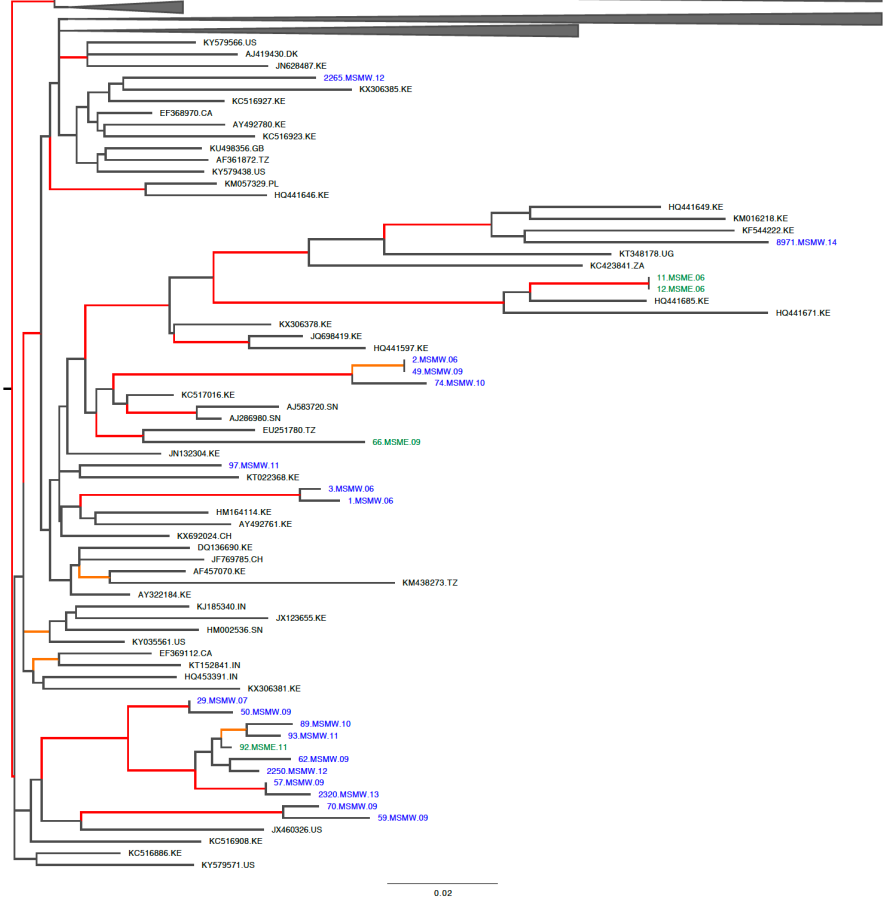 KY579566.US
AJ419430.DK
JN628487.KE
2265.MSMW.12
KX306385.KE
KC516927.KE
EF368970.CA
AY492780.KE
KC516923.KE
KU498356.GB
AF361872.TZ
KY579438.US
KM057329.PL
HQ441646.KE
HQ441649.KE
KM016218.KE
KF544222.KE
8971.MSMW.14
KT348178.UG
KC423841.ZA
11.MSME.06
12.MSME.06
HQ441685.KE
HQ441671.KE
KX306378.KE
JQ698419.KE
HQ441597.KE
2.MSMW.06
49.MSMW.09
74.MSMW.10
KC517016.KE
AJ583720.SN
AJ286980.SN
EU251780.TZ
66.MSME.09
JN132304.KE
97.MSMW.11
KT022368.KE
3.MSMW.06
1.MSMW.06
HM164114.KE
AY492761.KE
KX692024.CH
DQ136690.KE
JF769785.CH
AF457070.KE
KM438273.TZ
AY322184.KE
KJ185340.IN
JX123655.KE
HM002536.SN
KY035561.US
EF369112.CA
KT152841.IN
HQ453391.IN
KX306381.KE
29.MSMW.07
50.MSMW.09
89.MSMW.10
93.MSMW.11
92.MSME.11
62.MSMW.09
2250.MSMW.12
57.MSMW.09
2320.MSMW.13
70.MSMW.09
59.MSMW.09
JX460326.US
KC516908.KE
KC516886.KE
KY579571.US
0.02